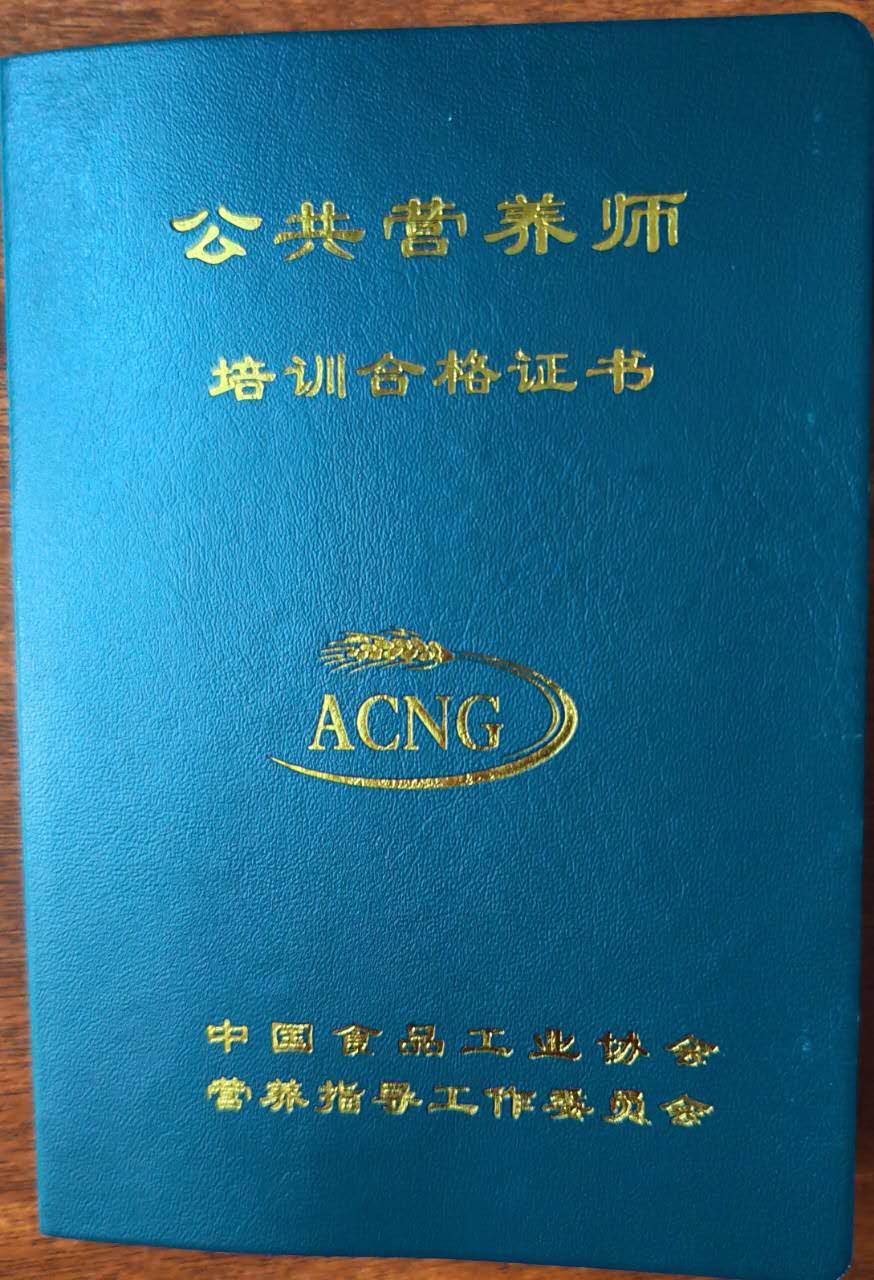 公共营养师
培训合格证书
ACNG
中国食品工业协会
营养指导工作委员会